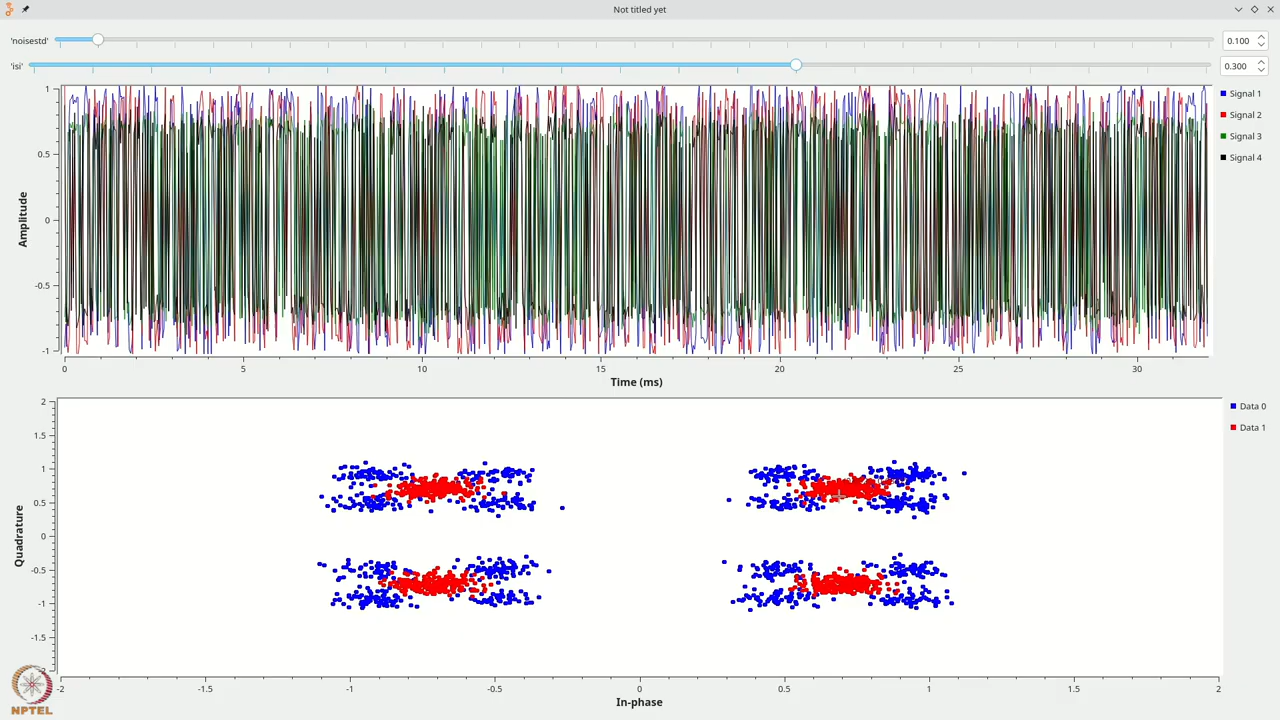 Not titled yet
'noisestd'
0.100
'isi'
0.300
1
0.5
0
-0.5
-1
Amplitude
0
5
10
15
20
25
30
Time (ms)
Signal 1
Signal 2
Signal 3
Signal 4
2
1.5
1
0.5
0
-0.5
-1
-1.5
-2
Quadrature
-2
-1.5
-1
-0.5
0
0.5
1
1.5
2
In-phase
Data 0
Data 1
NPTEL